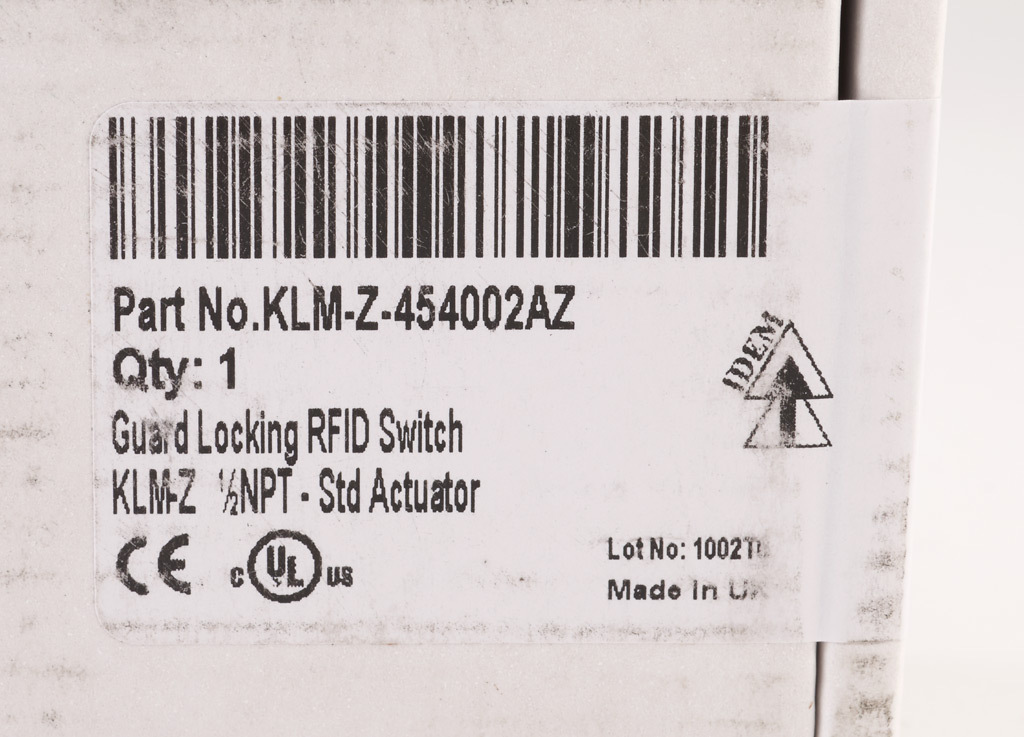 Part No.KLM-Z-454002AZ
Qty: 1
Guard Locking RFID Switch
KLM-Z ½NPT - Std Actuator
IDEM
CE
c UL us
Lot No:
Made In